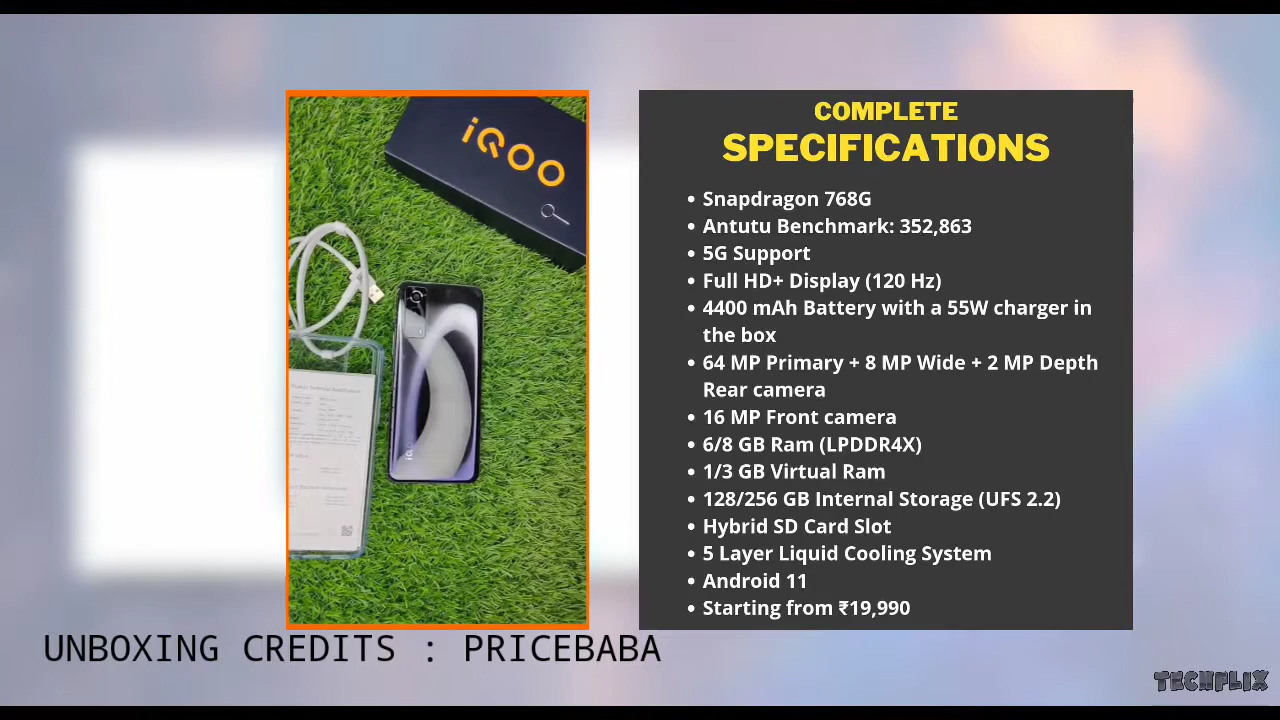 iQOO
COMPLETE
SPECIFICATIONS
• Snapdragon 768G
• Antutu Benchmark: 352,863
• 5G Support
• Full HD+ Display (120 Hz)
• 4400 mAh Battery with a 55W charger in
the box
• 64 MP Primary + 8 MP Wide + 2 MP Depth
Rear camera
• 16 MP Front camera
• 6/8 GB Ram (LPDDR4X)
• 1/3 GB Virtual Ram
• 128/256 GB Internal Storage (UFS 2.2)
• Hybrid SD Card Slot
• 5 Layer Liquid Cooling System
• Android 11
• Starting from ₹19,990
UNBOXING CREDITS : PRICEBABA
TECHFLIX